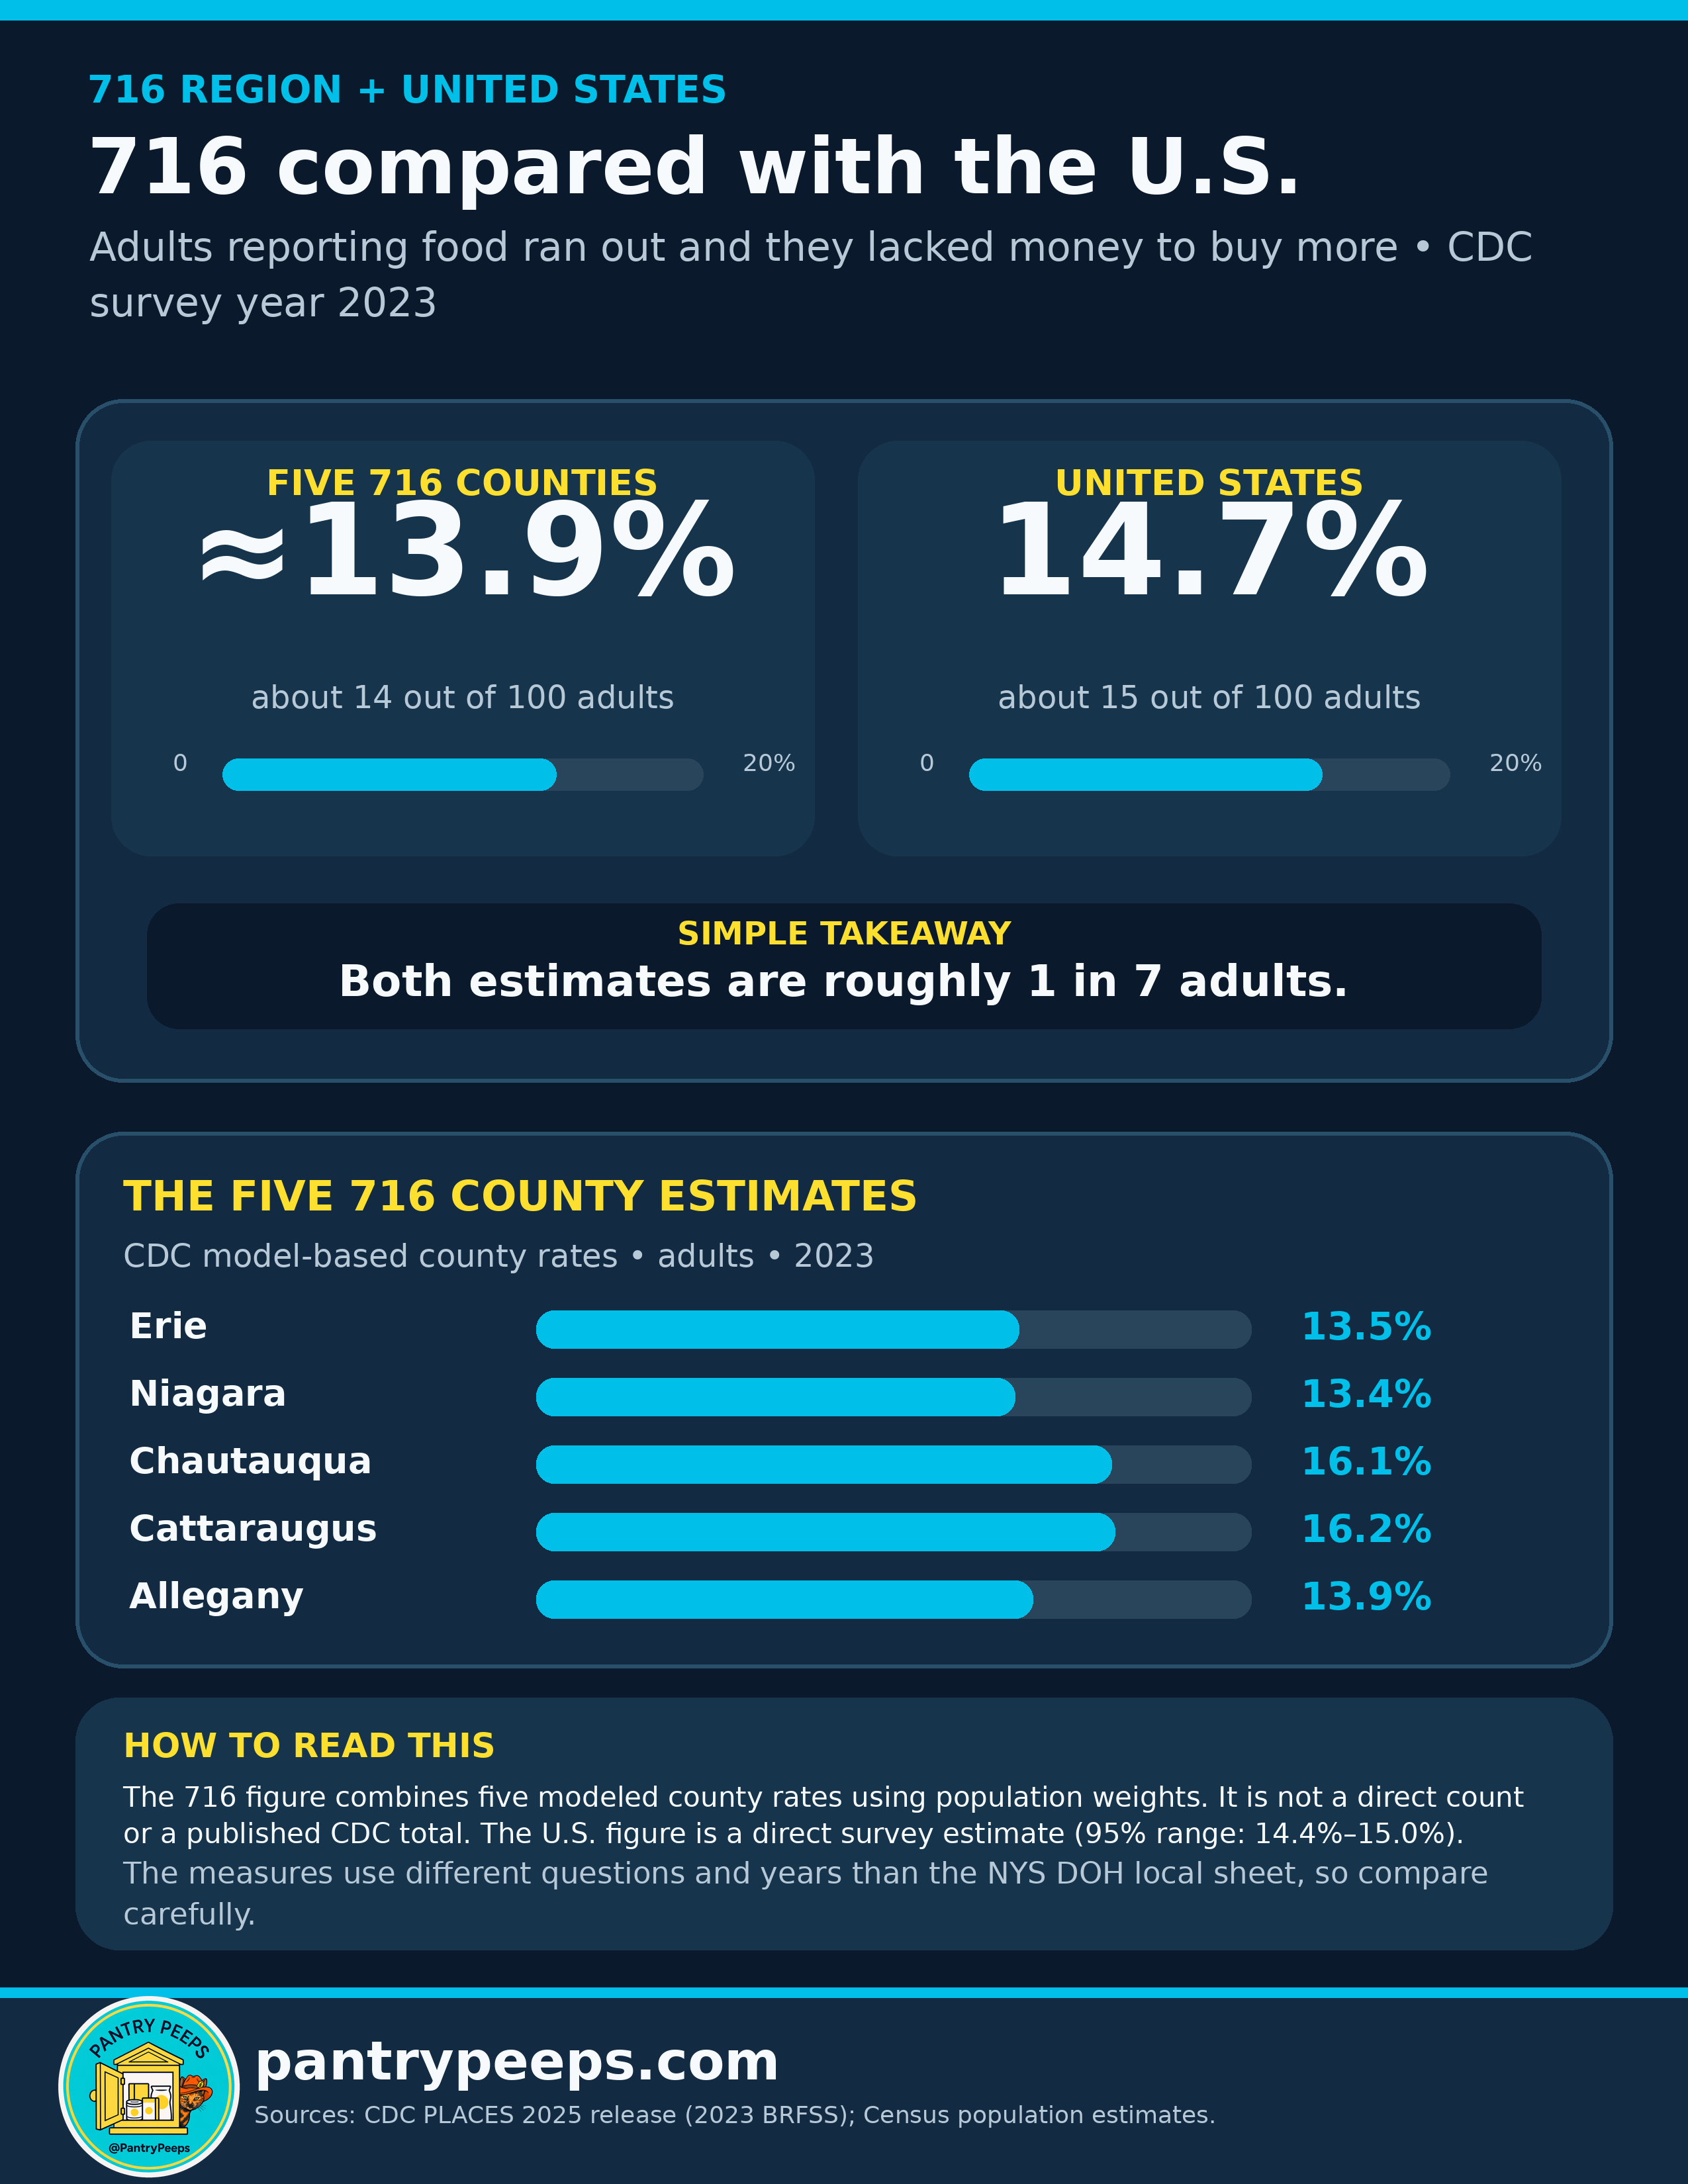 716 REGION + UNITED STATES
716 compared with the U.S.
Adults reporting food ran out and they lacked money to buy more • CDC
survey year 2023
FIVE 716 COUNTIES
≈13.9%
about 14 out of 100 adults
0
20%
UNITED STATES
14.7%
about 15 out of 100 adults
0
20%
SIMPLE TAKEAWAY
Both estimates are roughly 1 in 7 adults.
THE FIVE 716 COUNTY ESTIMATES
CDC model-based county rates • adults • 2023
Erie 13.5%
Niagara 13.4%
Chautauqua 16.1%
Cattaraugus 16.2%
Allegany 13.9%
HOW TO READ THIS
The 716 figure combines five modeled county rates using population weights. It is not a direct count
or a published CDC total. The U.S. figure is a direct survey estimate (95% range: 14.4%–15.0%).
The measures use different questions and years than the NYS DOH local sheet, so compare
carefully.
PANTRY PEEPS
@PantryPeeps
pantrypeeps.com
Sources: CDC PLACES 2025 release (2023 BRFSS); Census population estimates.